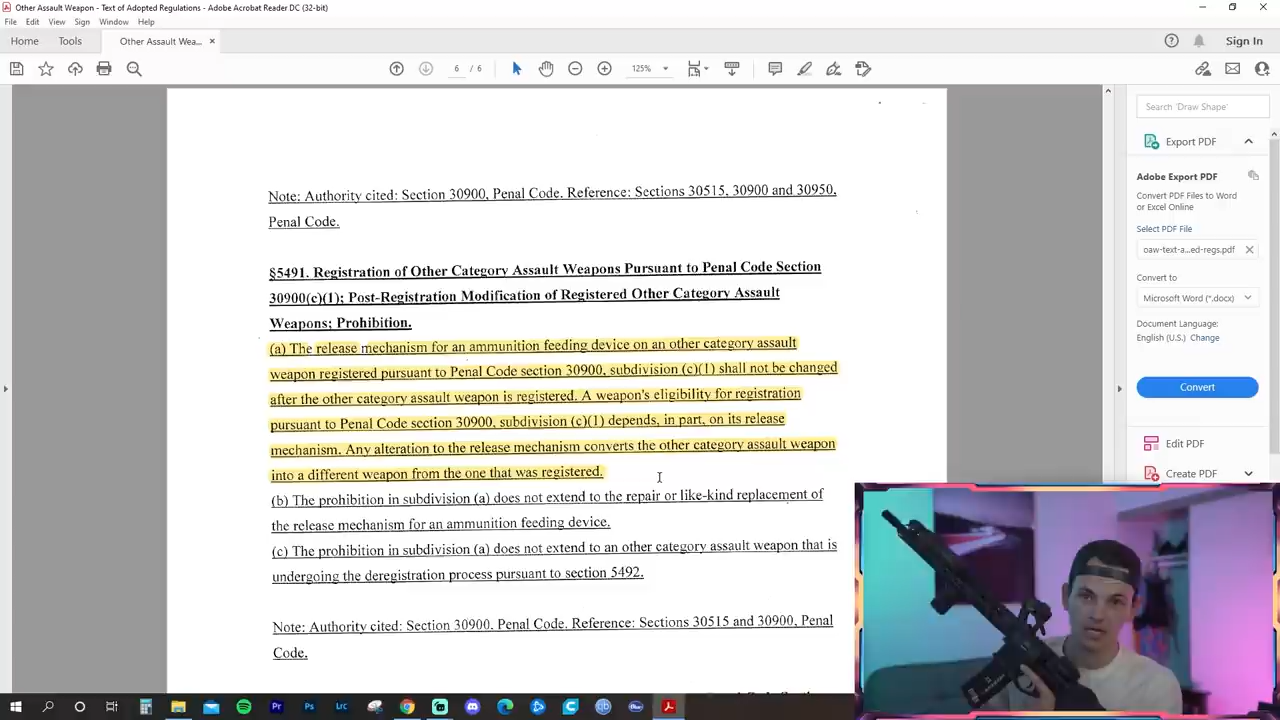 Other Assault Weapon - Text of Adopted Regulations - Adobe Acrobat Reader DC (32-bit)
File Edit View Sign Window Help
Home Tools Other Assault Wea... Sign In
6 / 6 125%
Search 'Draw Shape'
Export PDF
Adobe Export PDF
Convert PDF Files to Word
or Excel Online
Select PDF File
oaw-text-a...ed-regs.pdf
Convert to
Microsoft Word (*.docx)
Document Language:
English (U.S.) Change
Convert
Edit PDF
Create PDF
Note: Authority cited: Section 30900, Penal Code. Reference: Sections 30515, 30900 and 30950,
Penal Code.
§5491. Registration of Other Category Assault Weapons Pursuant to Penal Code Section
30900(c)(1); Post-Registration Modification of Registered Other Category Assault
Weapons; Prohibition.
(a) The release mechanism for an ammunition feeding device on an other category assault
weapon registered pursuant to Penal Code section 30900, subdivision (c)(1) shall not be changed
after the other category assault weapon is registered. A weapon's eligibility for registration
pursuant to Penal Code section 30900, subdivision (c)(1) depends, in part, on its release
mechanism. Any alteration to the release mechanism converts the other category assault weapon
into a different weapon from the one that was registered.
(b) The prohibition in subdivision (a) does not extend to the repair or like-kind replacement of
the release mechanism for an ammunition feeding device.
(c) The prohibition in subdivision (a) does not extend to an other category assault weapon that is
undergoing the deregistration process pursuant to section 5492.
Note: Authority cited: Section 30900. Penal Code. Reference: Sections 30515 and 30900, Penal
Code.
Pr Ps Lrc